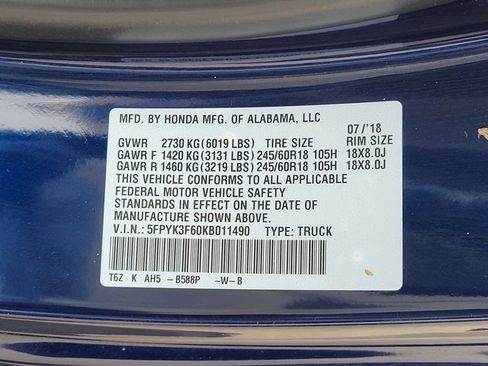 MFD. BY HONDA MFG. OF ALABAMA, LLC
07/'18
GVWR 2730 KG(6019 LBS) TIRE SIZE RIM SIZE
GAWR F 1420 KG(3131 LBS) 245/60R18 105H 18X8.0J
GAWR R 1460 KG(3219 LBS) 245/60R18 105H 18X8.0J
THIS VEHICLE CONFORMS TO ALL APPLICABLE
FEDERAL MOTOR VEHICLE SAFETY
STANDARDS IN EFFECT ON THE DATE OF
MANUFACTURE SHOWN ABOVE.
V.I.N.: 5FPYK3F60KB011490 TYPE: TRUCK
T6Z K AH5 -B588P -W-B